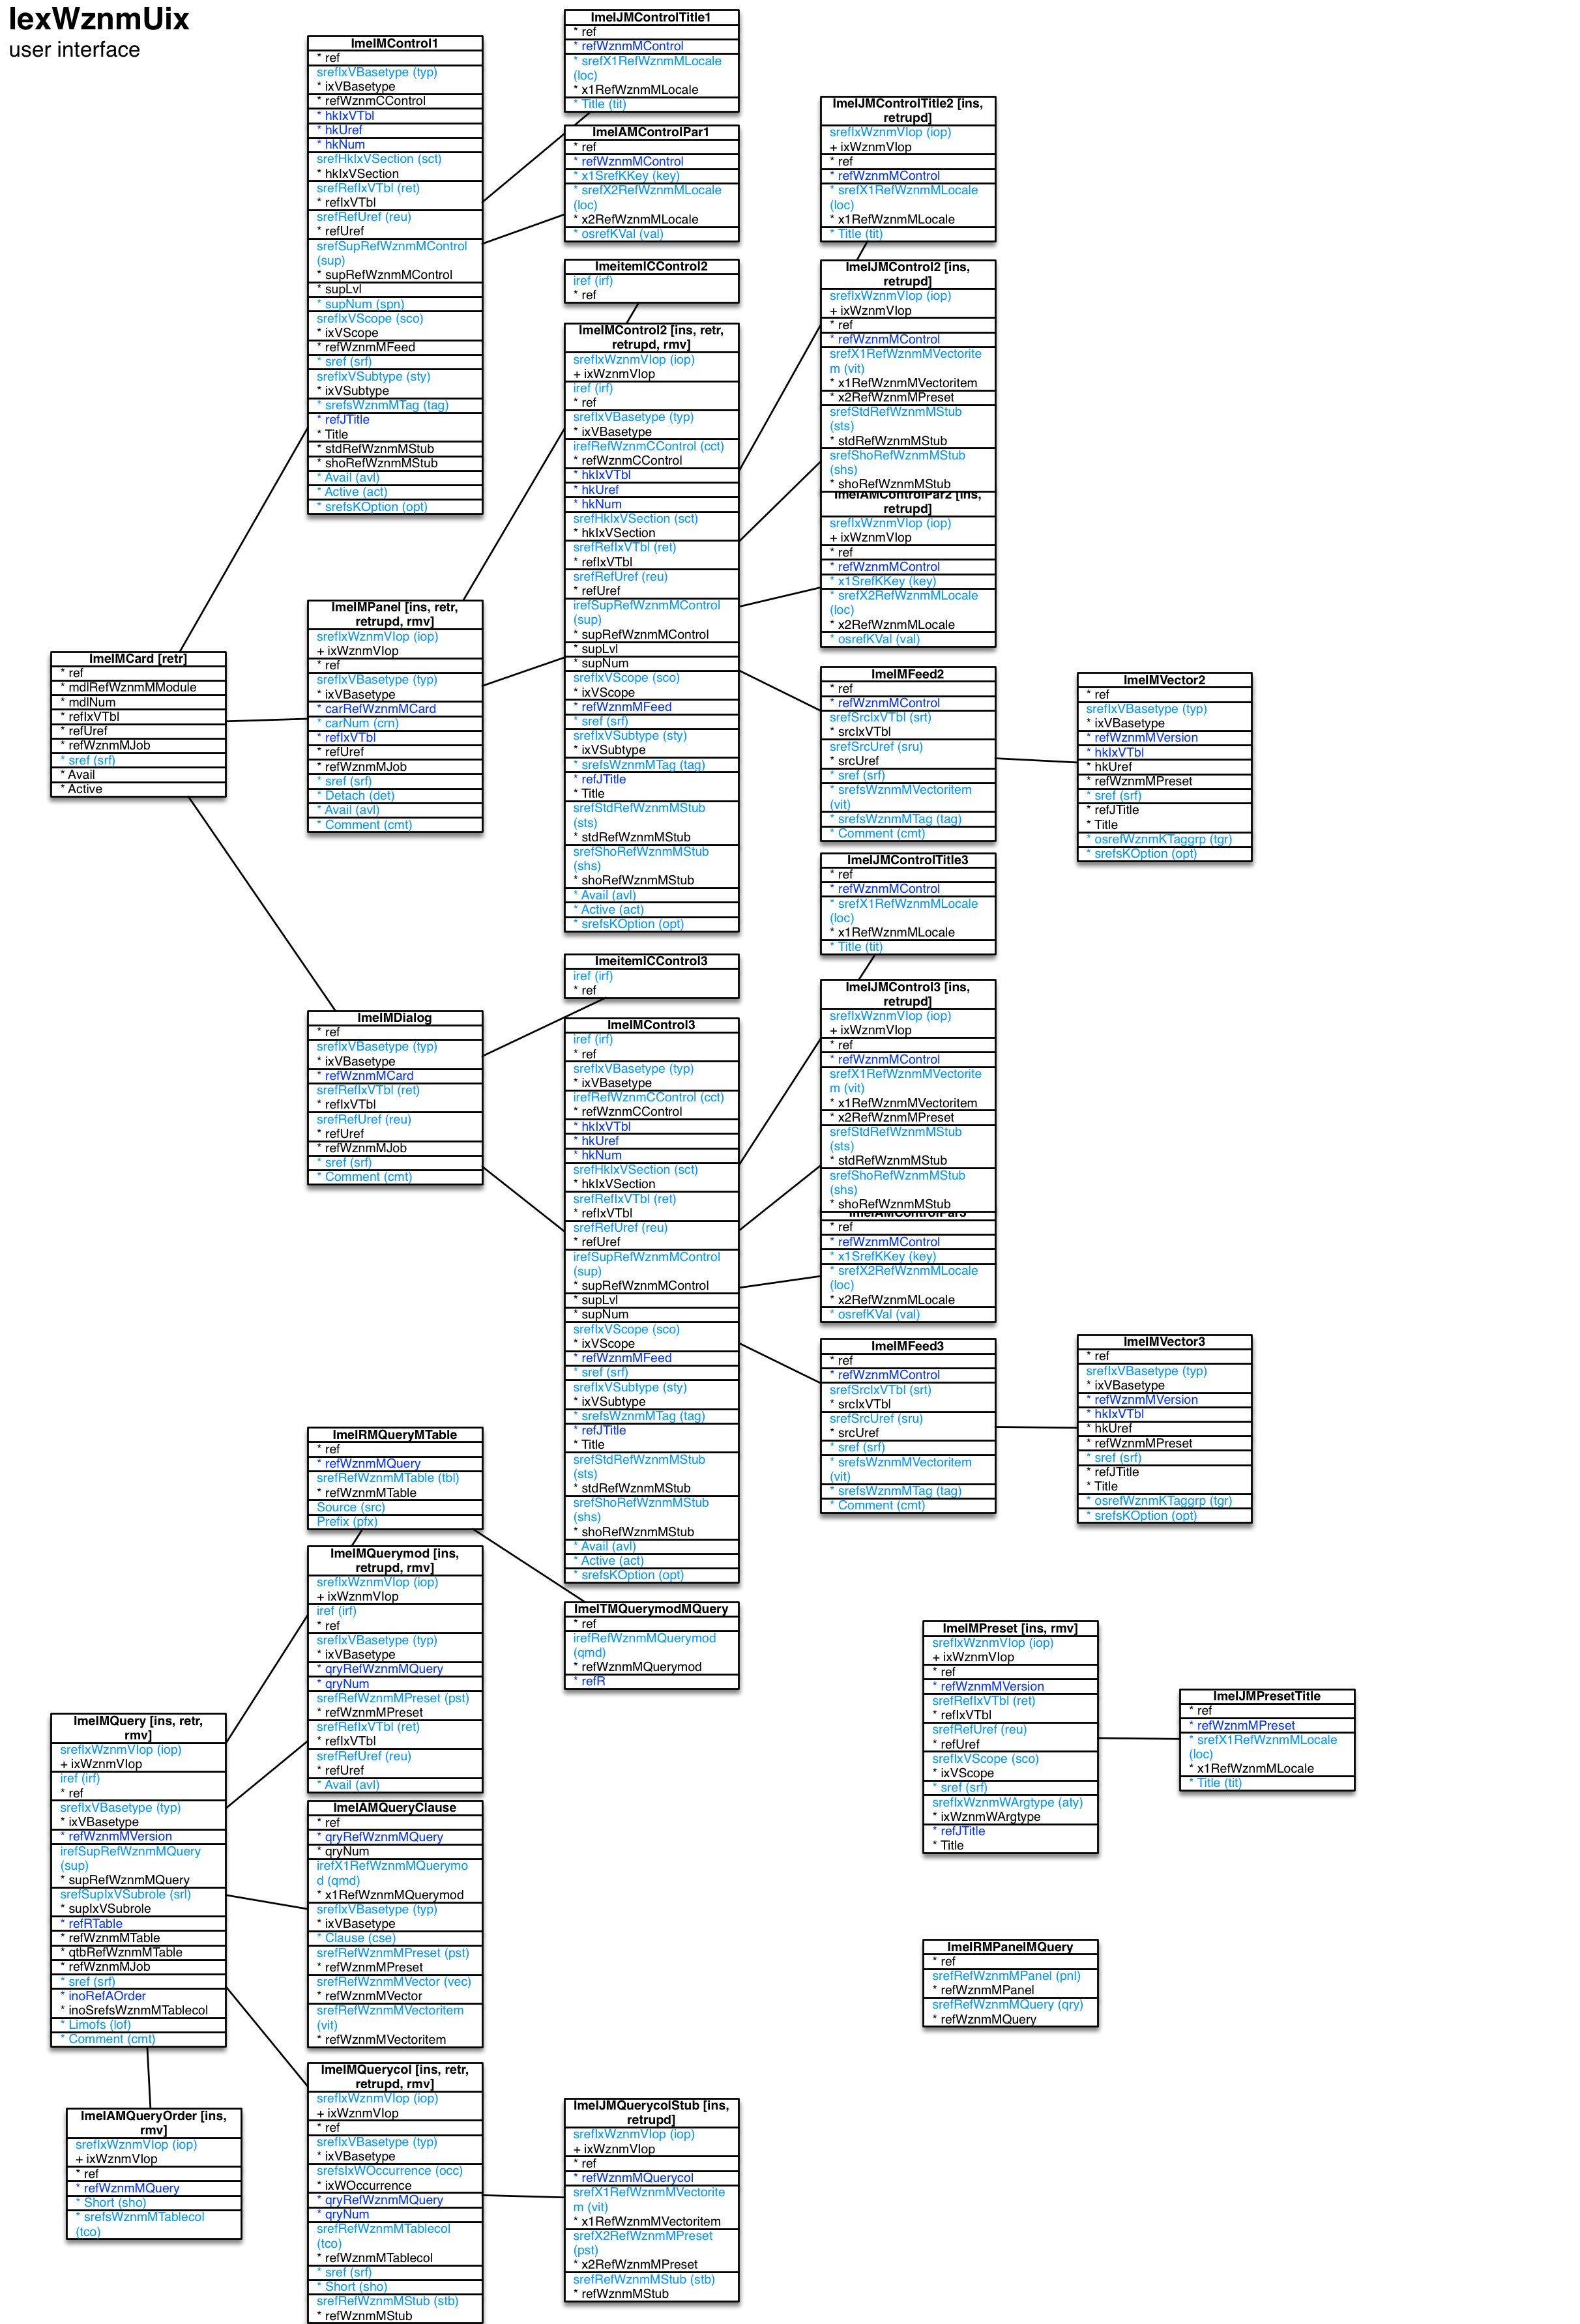 IexWznmUix
user interface
ImeIMControl1
* ref
srefIxVBasetype (typ)
* ixVBasetype
* refWznmCControl
* hkIxVTbl
* hkUref
* hkNum
srefHkIxVSection (sct)
* hkIxVSection
srefRefIxVTbl (ret)
* refIxVTbl
srefRefUref (reu)
* refUref
srefSupRefWznmMControl
(sup)
* supRefWznmMControl
* supLvl
* supNum (spn)
srefIxVScope (sco)
* ixVScope
* refWznmMFeed
* sref (srf)
srefIxVSubtype (sty)
* ixVSubtype
* srefsWznmMTag (tag)
* refJTitle
* Title
* stdRefWznmMStub
* shoRefWznmMStub
* Avail (avl)
* Active (act)
* srefsKOption (opt)
ImeIJMControlTitle1
* ref
* refWznmMControl
* srefX1RefWznmMLocale
(loc)
* x1RefWznmMLocale
* Title (tit)
ImeIAMControlPar1
* ref
* refWznmMControl
* x1SrefKKey (key)
* srefX2RefWznmMLocale
(loc)
* x2RefWznmMLocale
* osrefKVal (val)
ImeIJMControlTitle2 [ins,
retrupd]
srefIxWznmVIop (iop)
+ ixWznmVIop
* ref
* refWznmMControl
* srefX1RefWznmMLocale
(loc)
* x1RefWznmMLocale
* Title (tit)
ImeitemICControl2
iref (irf)
* ref
ImeIMControl2 [ins, retr,
retrupd, rmv]
srefIxWznmVIop (iop)
+ ixWznmVIop
iref (irf)
* ref
srefIxVBasetype (typ)
* ixVBasetype
irefRefWznmCControl (cct)
* refWznmCControl
* hkIxVTbl
* hkUref
* hkNum
srefHkIxVSection (sct)
* hkIxVSection
srefRefIxVTbl (ret)
* refIxVTbl
srefRefUref (reu)
* refUref
irefSupRefWznmMControl
(sup)
* supRefWznmMControl
* supLvl
* supNum
srefIxVScope (sco)
* ixVScope
* refWznmMFeed
* sref (srf)
srefIxVSubtype (sty)
* ixVSubtype
* srefsWznmMTag (tag)
* refJTitle
* Title
srefStdRefWznmMStub
(sts)
* stdRefWznmMStub
srefShoRefWznmMStub
(shs)
* shoRefWznmMStub
* Avail (avl)
* Active (act)
* srefsKOption (opt)
ImeIJMControl2 [ins,
retrupd]
srefIxWznmVIop (iop)
+ ixWznmVIop
* ref
* refWznmMControl
srefX1RefWznmMVectorite
m (vit)
* x1RefWznmMVectoritem
* x2RefWznmMPreset
srefStdRefWznmMStub
(sts)
* stdRefWznmMStub
srefShoRefWznmMStub
(shs)
* shoRefWznmMStub
ImeIAMControlPar2 [ins,
retrupd]
srefIxWznmVIop (iop)
+ ixWznmVIop
* ref
* refWznmMControl
* x1SrefKKey (key)
* srefX2RefWznmMLocale
(loc)
* x2RefWznmMLocale
* osrefKVal (val)
ImeIMCard [retr]
* ref
* mdlRefWznmMModule
* mdlNum
* refIxVTbl
* refUref
* refWznmMJob
* sref (srf)
* Avail
* Active
ImeIMPanel [ins, retr,
retrupd, rmv]
srefIxWznmVIop (iop)
+ ixWznmVIop
* ref
srefIxVBasetype (typ)
* ixVBasetype
* carRefWznmMCard
* carNum (crn)
* refIxVTbl
* refUref
* refWznmMJob
* sref (srf)
* Detach (det)
* Avail (avl)
* Comment (cmt)
ImeIMFeed2
* ref
* refWznmMControl
srefSrcIxVTbl (srt)
* srcIxVTbl
srefSrcUref (sru)
* srcUref
* sref (srf)
* srefsWznmMVectoritem
(vit)
* srefsWznmMTag (tag)
* Comment (cmt)
ImeIMVector2
* ref
srefIxVBasetype (typ)
* ixVBasetype
* refWznmMVersion
* hkIxVTbl
* hkUref
* refWznmMPreset
* sref (srf)
* refJTitle
* Title
* osrefWznmKTaggrp (tgr)
* srefsKOption (opt)
ImeIJMControlTitle3
* ref
* refWznmMControl
* srefX1RefWznmMLocale
(loc)
* x1RefWznmMLocale
* Title (tit)
ImeIMDialog
* ref
srefIxVBasetype (typ)
* ixVBasetype
* refWznmMCard
srefRefIxVTbl (ret)
* refIxVTbl
srefRefUref (reu)
* refUref
* refWznmMJob
* sref (srf)
* Comment (cmt)
ImeitemICControl3
iref (irf)
* ref
ImeIMControl3
iref (irf)
* ref
srefIxVBasetype (typ)
* ixVBasetype
irefRefWznmCControl (cct)
* refWznmCControl
* hkIxVTbl
* hkUref
* hkNum
srefHkIxVSection (sct)
* hkIxVSection
srefRefIxVTbl (ret)
* refIxVTbl
srefRefUref (reu)
* refUref
irefSupRefWznmMControl
(sup)
* supRefWznmMControl
* supLvl
* supNum
srefIxVScope (sco)
* ixVScope
* refWznmMFeed
* sref (srf)
srefIxVSubtype (sty)
* ixVSubtype
* srefsWznmMTag (tag)
* refJTitle
* Title
srefStdRefWznmMStub
(sts)
* stdRefWznmMStub
srefShoRefWznmMStub
(shs)
* shoRefWznmMStub
* Avail (avl)
* Active (act)
* srefsKOption (opt)
ImeIJMControl3 [ins,
retrupd]
srefIxWznmVIop (iop)
+ ixWznmVIop
* ref
* refWznmMControl
srefX1RefWznmMVectorite
m (vit)
* x1RefWznmMVectoritem
* x2RefWznmMPreset
srefStdRefWznmMStub
(sts)
* stdRefWznmMStub
srefShoRefWznmMStub
(shs)
* shoRefWznmMStub
ImeIAMControlPar3
* ref
* refWznmMControl
* x1SrefKKey (key)
* srefX2RefWznmMLocale
(loc)
* x2RefWznmMLocale
* osrefKVal (val)
ImeIMFeed3
* ref
* refWznmMControl
srefSrcIxVTbl (srt)
* srcIxVTbl
srefSrcUref (sru)
* srcUref
* sref (srf)
* srefsWznmMVectoritem
(vit)
* srefsWznmMTag (tag)
* Comment (cmt)
ImeIMVector3
* ref
srefIxVBasetype (typ)
* ixVBasetype
* refWznmMVersion
* hkIxVTbl
* hkUref
* refWznmMPreset
* sref (srf)
* refJTitle
* Title
* osrefWznmKTaggrp (tgr)
* srefsKOption (opt)
ImeIRMQueryMTable
* ref
* refWznmMQuery
srefRefWznmMTable (tbl)
* refWznmMTable
Source (src)
Prefix (pfx)
ImeIMQuerymod [ins,
retrupd, rmv]
srefIxWznmVIop (iop)
+ ixWznmVIop
iref (irf)
* ref
srefIxVBasetype (typ)
* ixVBasetype
* qryRefWznmMQuery
* qryNum
srefRefWznmMPreset (pst)
* refWznmMPreset
srefRefIxVTbl (ret)
* refIxVTbl
srefRefUref (reu)
* refUref
* Avail (avl)
ImeITMQuerymodMQuery
* ref
irefRefWznmMQuerymod
(qmd)
* refWznmMQuerymod
* refR
ImeIMPreset [ins, rmv]
srefIxWznmVIop (iop)
+ ixWznmVIop
* ref
* refWznmMVersion
srefRefIxVTbl (ret)
* refIxVTbl
srefRefUref (reu)
* refUref
srefIxVScope (sco)
* ixVScope
* sref (srf)
srefIxWznmWArgtype (aty)
* ixWznmWArgtype
* refJTitle
* Title
ImeIJMPresetTitle
* ref
* refWznmMPreset
* srefX1RefWznmMLocale
(loc)
* x1RefWznmMLocale
* Title (tit)
ImeIMQuery [ins, retr,
rmv]
srefIxWznmVIop (iop)
+ ixWznmVIop
iref (irf)
* ref
srefIxVBasetype (typ)
* ixVBasetype
* refWznmMVersion
irefSupRefWznmMQuery
(sup)
* supRefWznmMQuery
srefSupIxVSubrole (srl)
* supIxVSubrole
* refRTable
* refWznmMTable
* qtbRefWznmMTable
* refWznmMJob
* sref (srf)
* inoRefAOrder
* inoSrefsWznmMTablecol
* Limofs (lof)
* Comment (cmt)
ImeIAMQueryClause
* ref
* qryRefWznmMQuery
* qryNum
irefX1RefWznmMQuerymo
d (qmd)
* x1RefWznmMQuerymod
srefIxVBasetype (typ)
* ixVBasetype
* Clause (cse)
srefRefWznmMPreset (pst)
* refWznmMPreset
srefRefWznmMVector (vec)
* refWznmMVector
srefRefWznmMVectoritem
(vit)
* refWznmMVectoritem
ImeIRMPanelMQuery
* ref
srefRefWznmMPanel (pnl)
* refWznmMPanel
srefRefWznmMQuery (qry)
* refWznmMQuery
ImeIAMQueryOrder [ins,
rmv]
srefIxWznmVIop (iop)
+ ixWznmVIop
* ref
* refWznmMQuery
* Short (sho)
* srefsWznmMTablecol
(tco)
ImeIMQuerycol [ins, retr,
retrupd, rmv]
srefIxWznmVIop (iop)
+ ixWznmVIop
* ref
srefIxVBasetype (typ)
* ixVBasetype
srefsIxWOccurrence (occ)
* ixWOccurrence
* qryRefWznmMQuery
* qryNum
srefRefWznmMTablecol
(tco)
* refWznmMTablecol
* sref (srf)
* Short (sho)
srefRefWznmMStub (stb)
* refWznmMStub
ImeIJMQuerycolStub [ins,
retrupd]
srefIxWznmVIop (iop)
+ ixWznmVIop
* ref
* refWznmMQuerycol
srefX1RefWznmMVectorite
m (vit)
* x1RefWznmMVectoritem
srefX2RefWznmMPreset
(pst)
* x2RefWznmMPreset
srefRefWznmMStub (stb)
* refWznmMStub